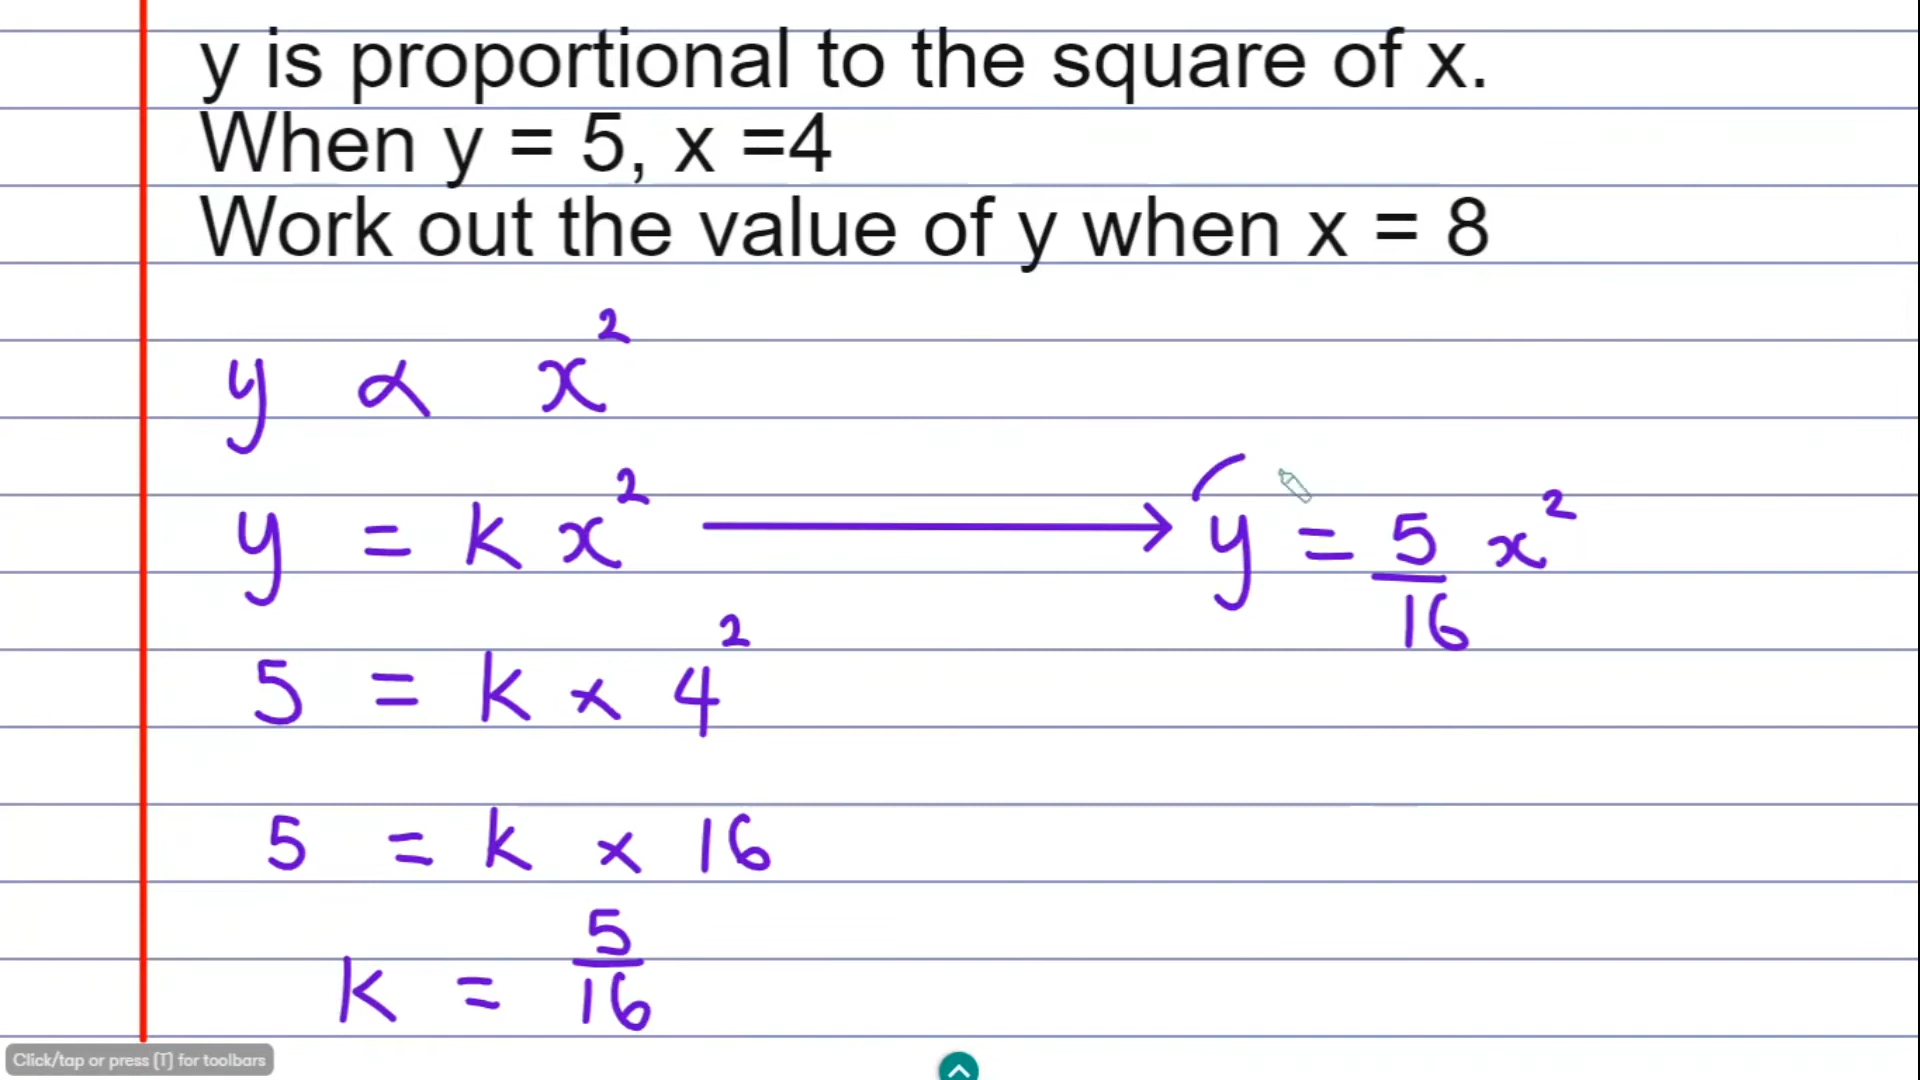 y is proportional to the square of x.
When y = 5, x =4
Work out the value of y when x = 8
y ∝ x²
y = k x² → y = 5/16 x²
5 = k × 4²
5 = k × 16
k = 5/16
Click/tap or press [T] for toolbars